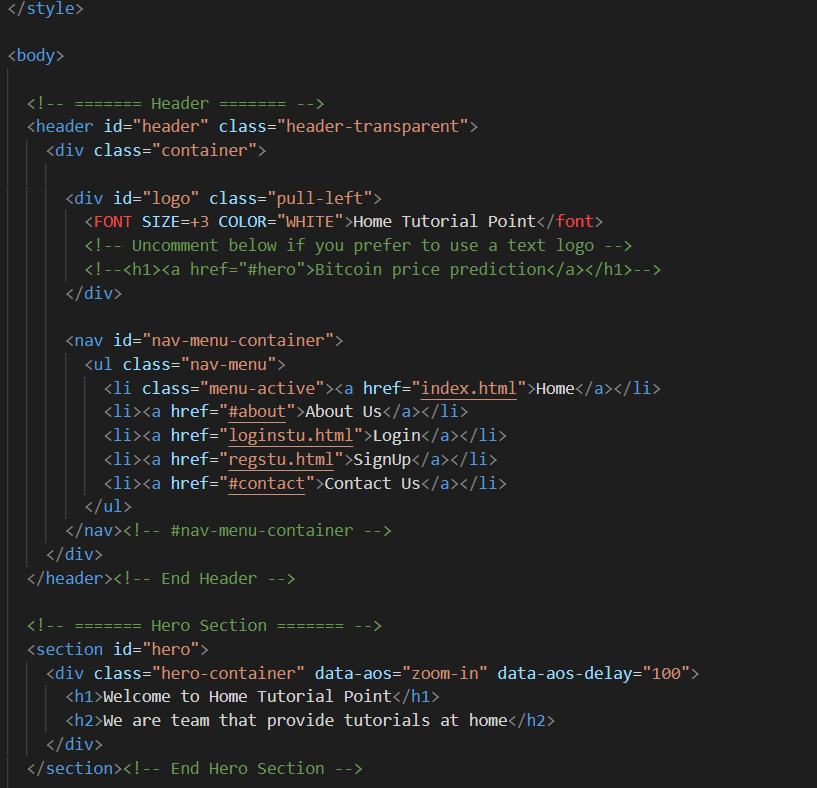 </style>
<body>
<!-- ======= Header ======= -->
<header id="header" class="header-transparent">
<div class="container">
<div id="logo" class="pull-left">
<FONT SIZE=+3 COLOR="WHITE">Home Tutorial Point</font>
<!-- Uncomment below if you prefer to use a text logo -->
<!--<h1><a href="#hero">Bitcoin price prediction</a></h1>-->
</div>
<nav id="nav-menu-container">
<ul class="nav-menu">
<li class="menu-active"><a href="index.html">Home</a></li>
<li><a href="#about">About Us</a></li>
<li><a href="loginstu.html">Login</a></li>
<li><a href="regstu.html">SignUp</a></li>
<li><a href="#contact">Contact Us</a></li>
</ul>
</nav><!-- #nav-menu-container -->
</div>
</header><!-- End Header -->
<!-- ======= Hero Section ======= -->
<section id="hero">
<div class="hero-container" data-aos="zoom-in" data-aos-delay="100">
<h1>Welcome to Home Tutorial Point</h1>
<h2>We are team that provide tutorials at home</h2>
</div>
</section><!-- End Hero Section -->